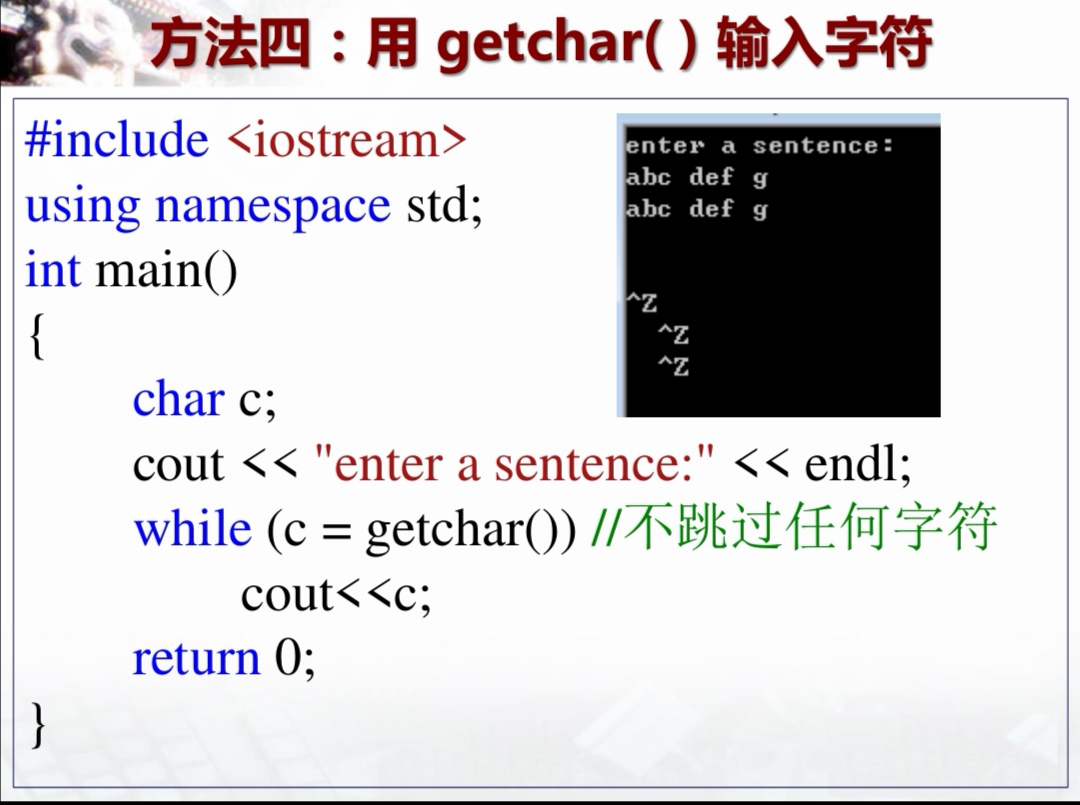 方法四：用 getchar( ) 输入字符
#include <iostream>
using namespace std;
int main()
{
char c;
cout << "enter a sentence:" << endl;
while (c = getchar()) //不跳过任何字符
cout<<c;
return 0;
}
enter a sentence:
abc def g
abc def g
^Z
^Z
^Z